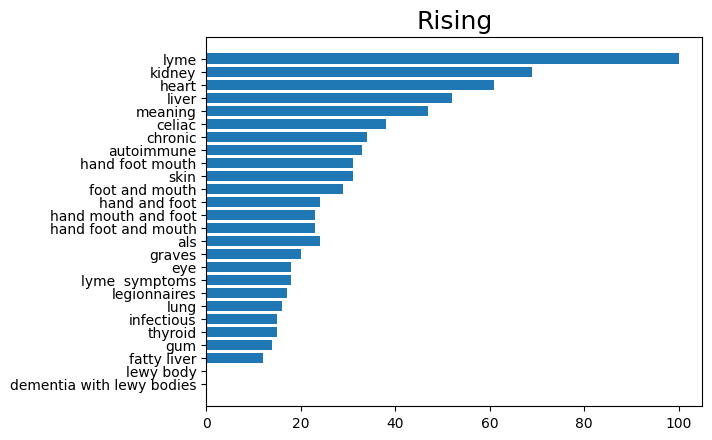 Rising
lyme
kidney
heart
liver
meaning
celiac
chronic
autoimmune
hand foot mouth
skin
foot and mouth
hand and foot
hand mouth and foot
hand foot and mouth
als
graves
eye
lyme  symptoms
legionnaires
lung
infectious
thyroid
gum
fatty liver
lewy body
dementia with lewy bodies
0 20 40 60 80 100